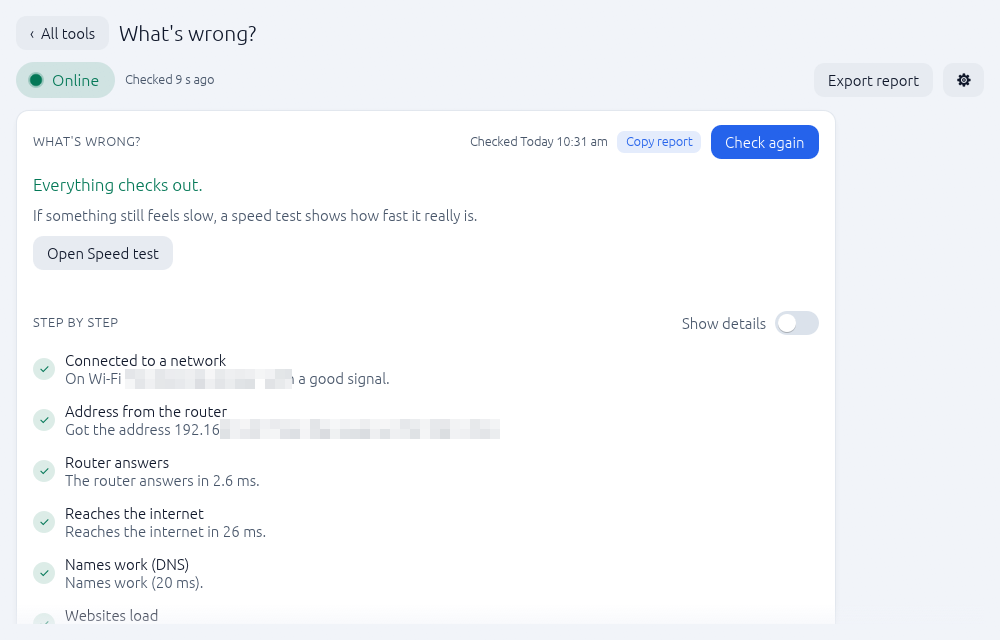 ‹ All tools What's wrong?
Online Checked 9 s ago Export report
WHAT'S WRONG? Checked Today 10:31 am Copy report Check again
Everything checks out.
If something still feels slow, a speed test shows how fast it really is.
Open Speed test
STEP BY STEP Show details
Connected to a network
On Wi-Fi a good signal.
Address from the router
Got the address 192.16
Router answers
The router answers in 2.6 ms.
Reaches the internet
Reaches the internet in 26 ms.
Names work (DNS)
Names work (20 ms).
Websites load